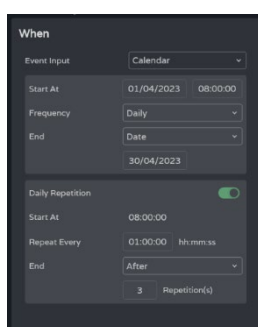 When
Event Input Calendar
Start At 01/04/2023 08:00:00
Frequency Daily
End Date
30/04/2023
Daily Repetition
Start At 08:00:00
Repeat Every 01:00:00 hh:mm:ss
End After
3 Repetition(s)